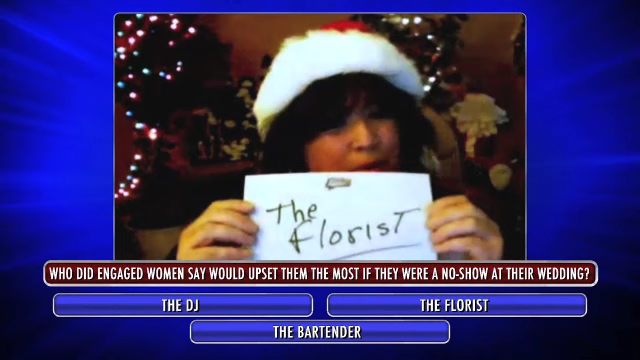 The
FlorisT
WHO DID ENGAGED WOMEN SAY WOULD UPSET THEM THE MOST IF THEY WERE A NO-SHOW AT THEIR WEDDING?
THE DJ
THE FLORIST
THE BARTENDER